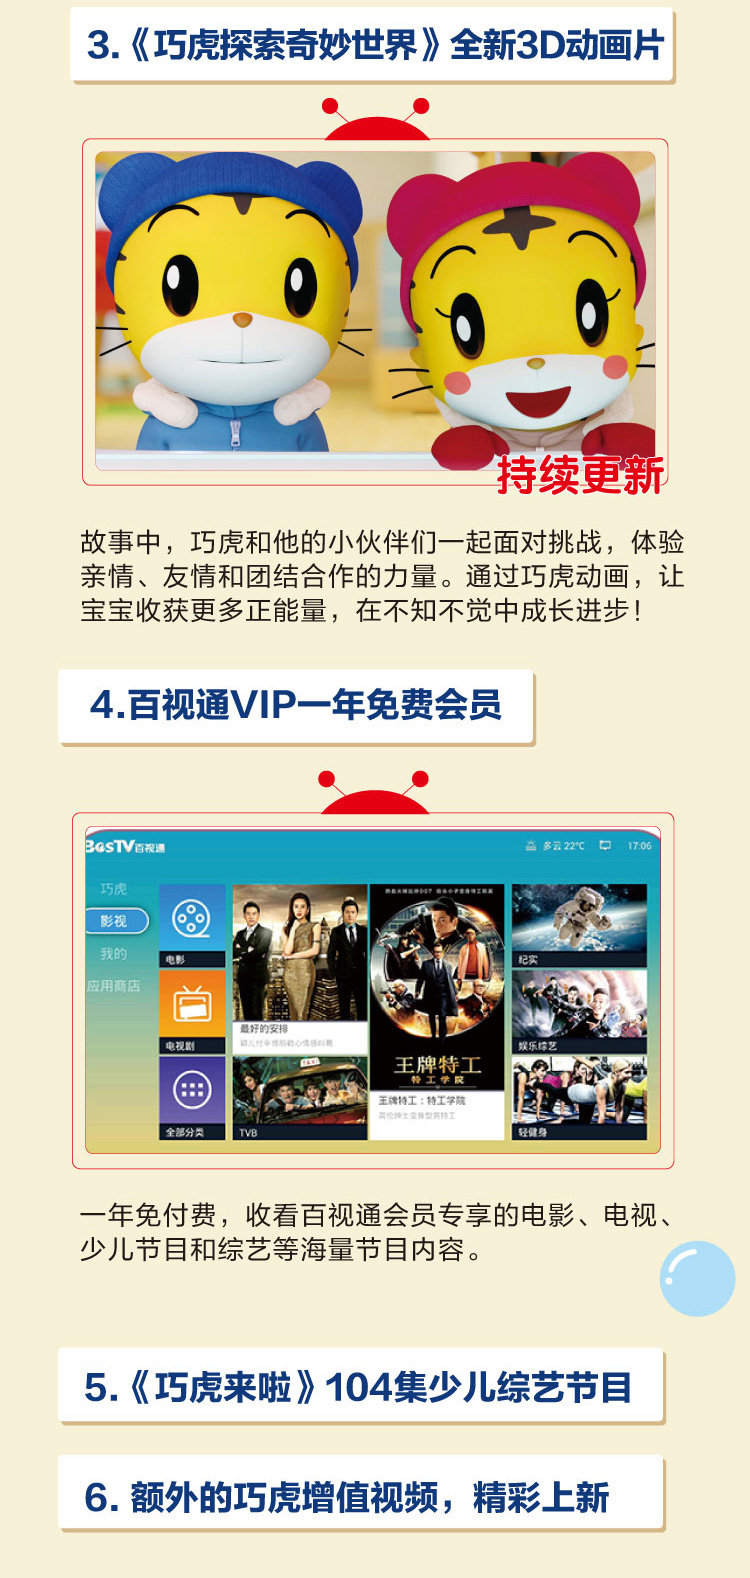 3.《巧虎探索奇妙世界》全新3D动画片
持续更新
故事中，巧虎和他的小伙伴们一起面对挑战，体验
亲情、友情和团结合作的力量。通过巧虎动画，让
宝宝收获更多正能量，在不知不觉中成长进步！
4.百视通VIP一年免费会员
BesTV百视通
多云 22℃ 17:06
巧虎
影视
我的
应用商店
电影
电视剧
全部分类
最好的安排
TVB
王牌特工
特工学院
王牌特工：特工学院
英伦绅士变身型男特工
纪实
娱乐综艺
轻健身
一年免付费，收看百视通会员专享的电影、电视、
少儿节目和综艺等海量节目内容。
5.《巧虎来啦》104集少儿综艺节目
6. 额外的巧虎增值视频，精彩上新